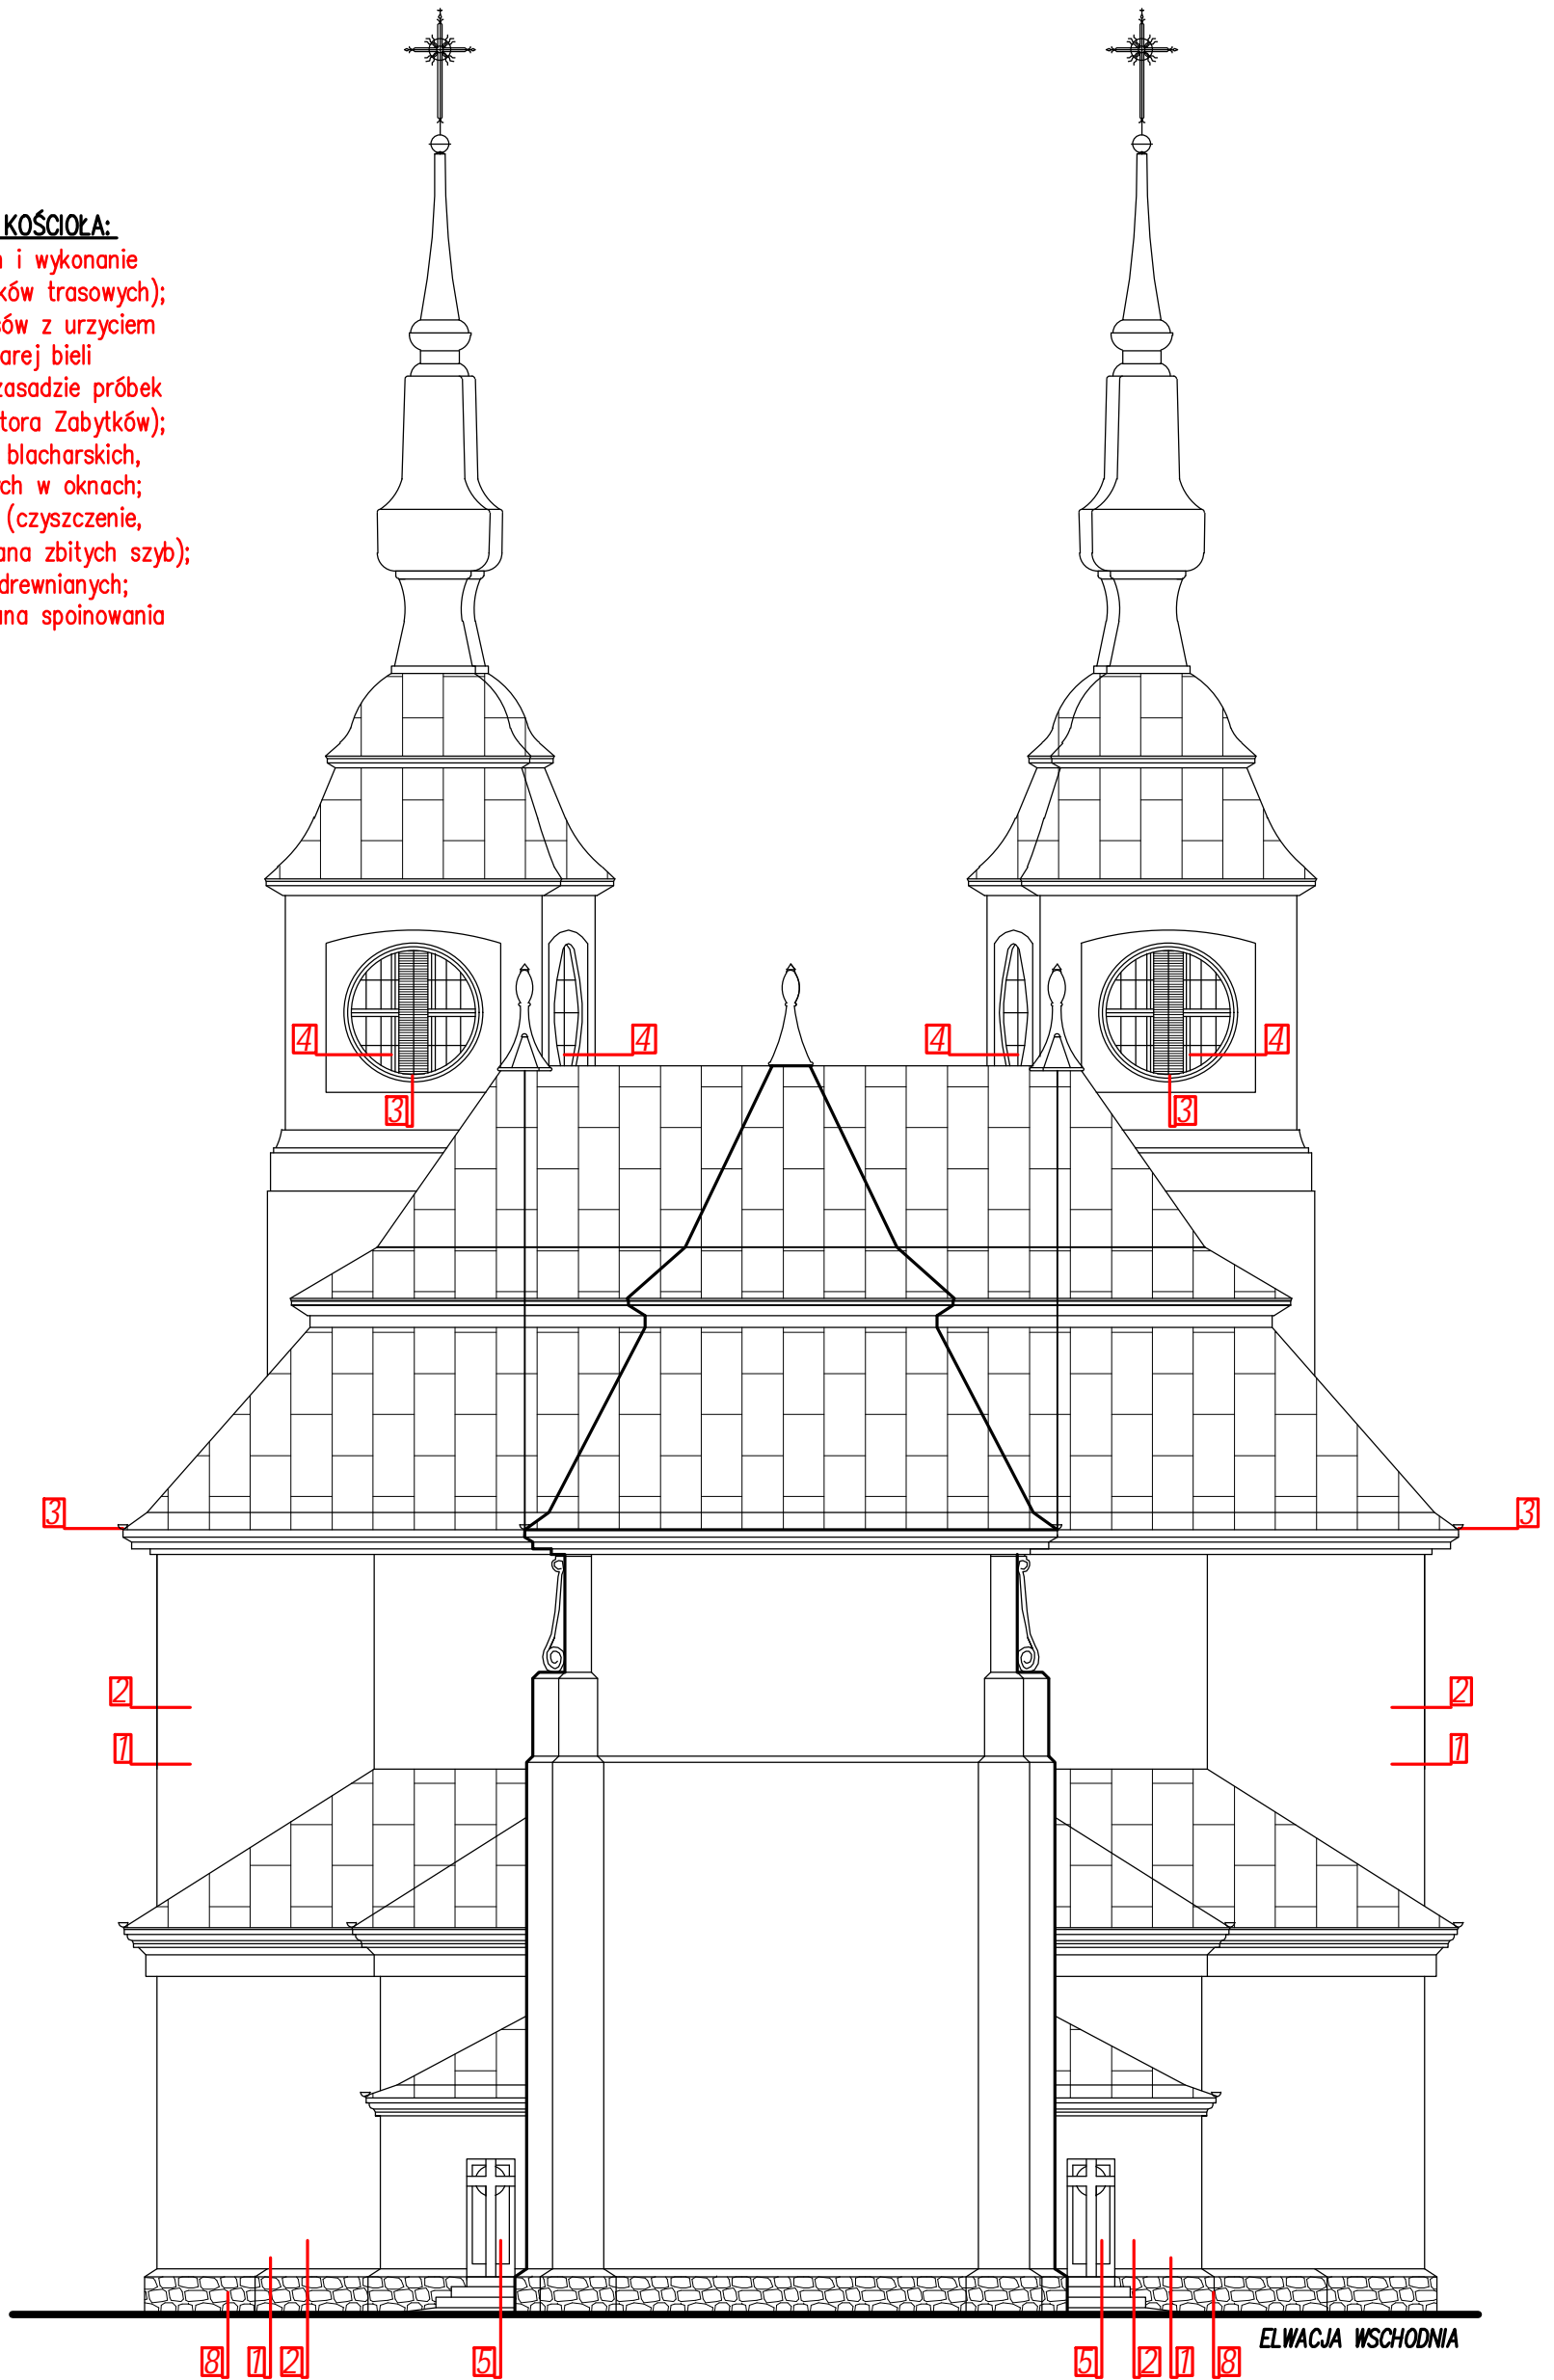 KOŚCIOŁA:
i wykonanie
ków trasowych);
sów z urzyciem
arej bieli
zasadzie próbek
tora Zabytków);
blacharskich,
ch w oknach;
(czyszczenie,
ana zbitych szyb);
drewnianych;
ana spoinowania
4 4 4 4
3 3
3 3
2 2
1 1
8 1 2 5 5 2 1 8
ELWACJA WSCHODNIA